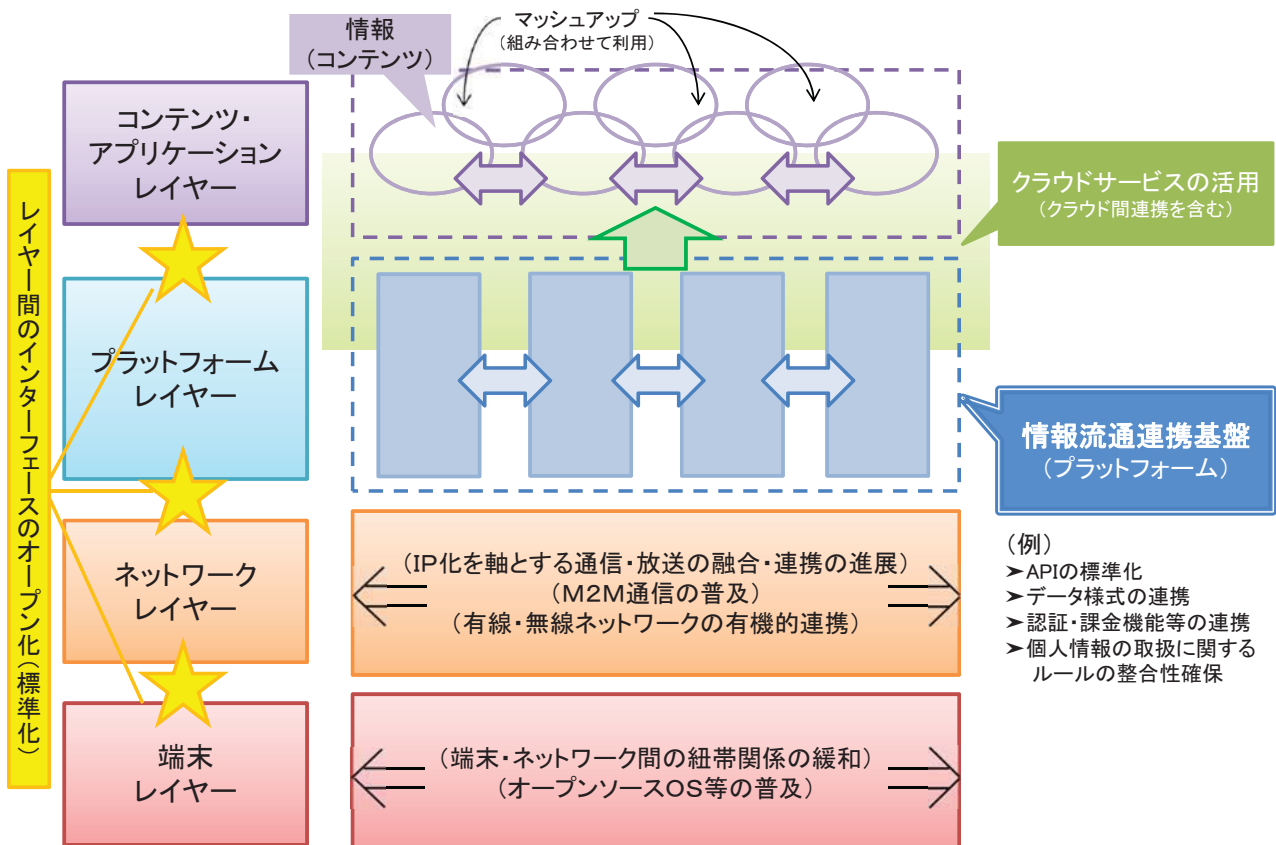 マッシュアップ
（組み合わせて利用）
情報
（コンテンツ）
コンテンツ・
アプリケーション
レイヤー
クラウドサービスの活用
（クラウド間連携を含む）
レイヤー間のインターフェースのオープン化（標準化）
プラットフォーム
レイヤー
情報流通連携基盤
（プラットフォーム）
ネットワーク
レイヤー
（IP化を軸とする通信・放送の融合・連携の進展）
（M2M通信の普及）
（有線・無線ネットワークの有機的連携）
（例）
➤APIの標準化
➤データ様式の連携
➤認証・課金機能等の連携
➤個人情報の取扱に関する
ルールの整合性確保
端末
レイヤー
（端末・ネットワーク間の紐帯関係の緩和）
（オープンソースOS等の普及）